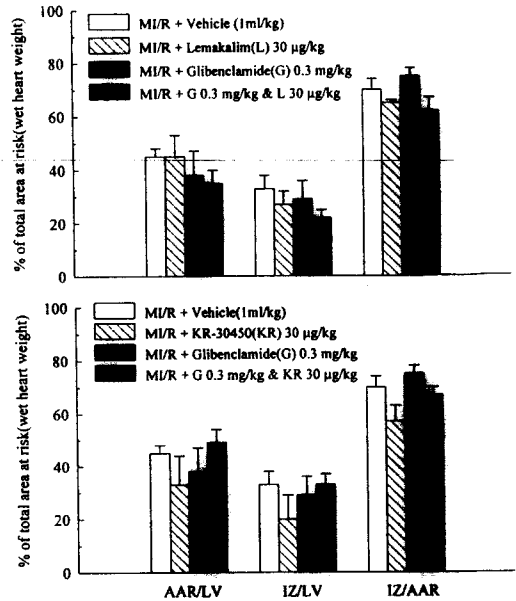 MI/R + Vehicle (1ml/kg)
MI/R + Lemakalim(L) 30 µg/kg
MI/R + Glibenclamide(G) 0.3 mg/kg
MI/R + G 0.3 mg/kg & L 30 µg/kg
% of total area at risk(wet heart weight)
100
80
60
40
20
0
MI/R + Vehicle(1ml/kg)
MI/R + KR-30450(KR) 30 µg/kg
MI/R + Glibenclamide(G) 0.3 mg/kg
MI/R + G 0.3 mg/kg & KR 30 µg/kg
% of total area at risk(wet heart weight)
100
80
60
40
20
0
AAR/LV IZ/LV IZ/AAR